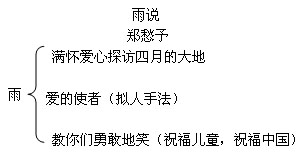 雨说
郑愁予
满怀爱心探访四月的大地
雨
爱的使者（拟人手法）
教你们勇敢地笑（祝福儿童，祝福中国）